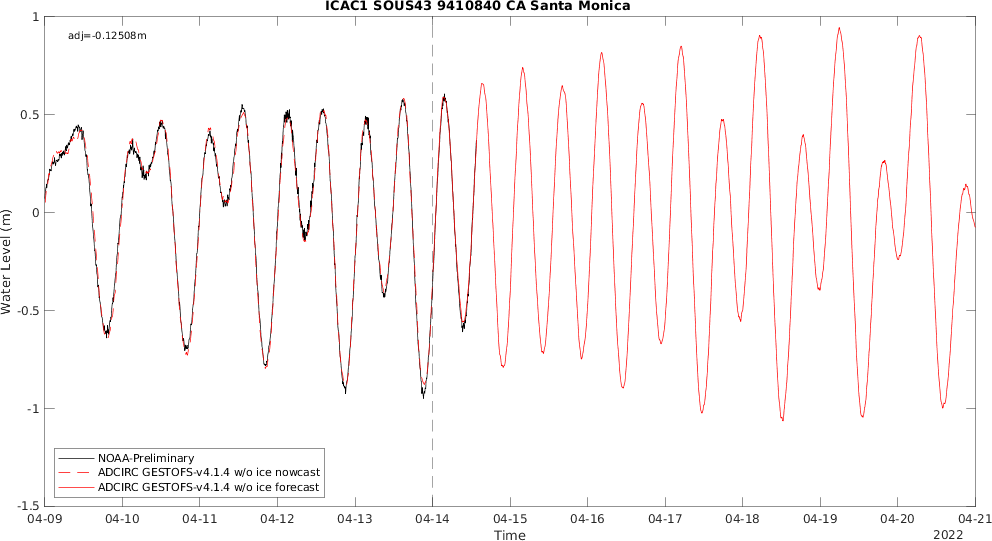 ICAC1 SOUS43 9410840 CA Santa Monica
adj=-0.12508m
1
0.5
0
-0.5
-1
-1.5
Water Level (m)
NOAA-Preliminary
ADCIRC GESTOFS-v4.1.4 w/o ice nowcast
ADCIRC GESTOFS-v4.1.4 w/o ice forecast
04-09 04-10 04-11 04-12 04-13 04-14 04-15 04-16 04-17 04-18 04-19 04-20 04-21
Time
2022